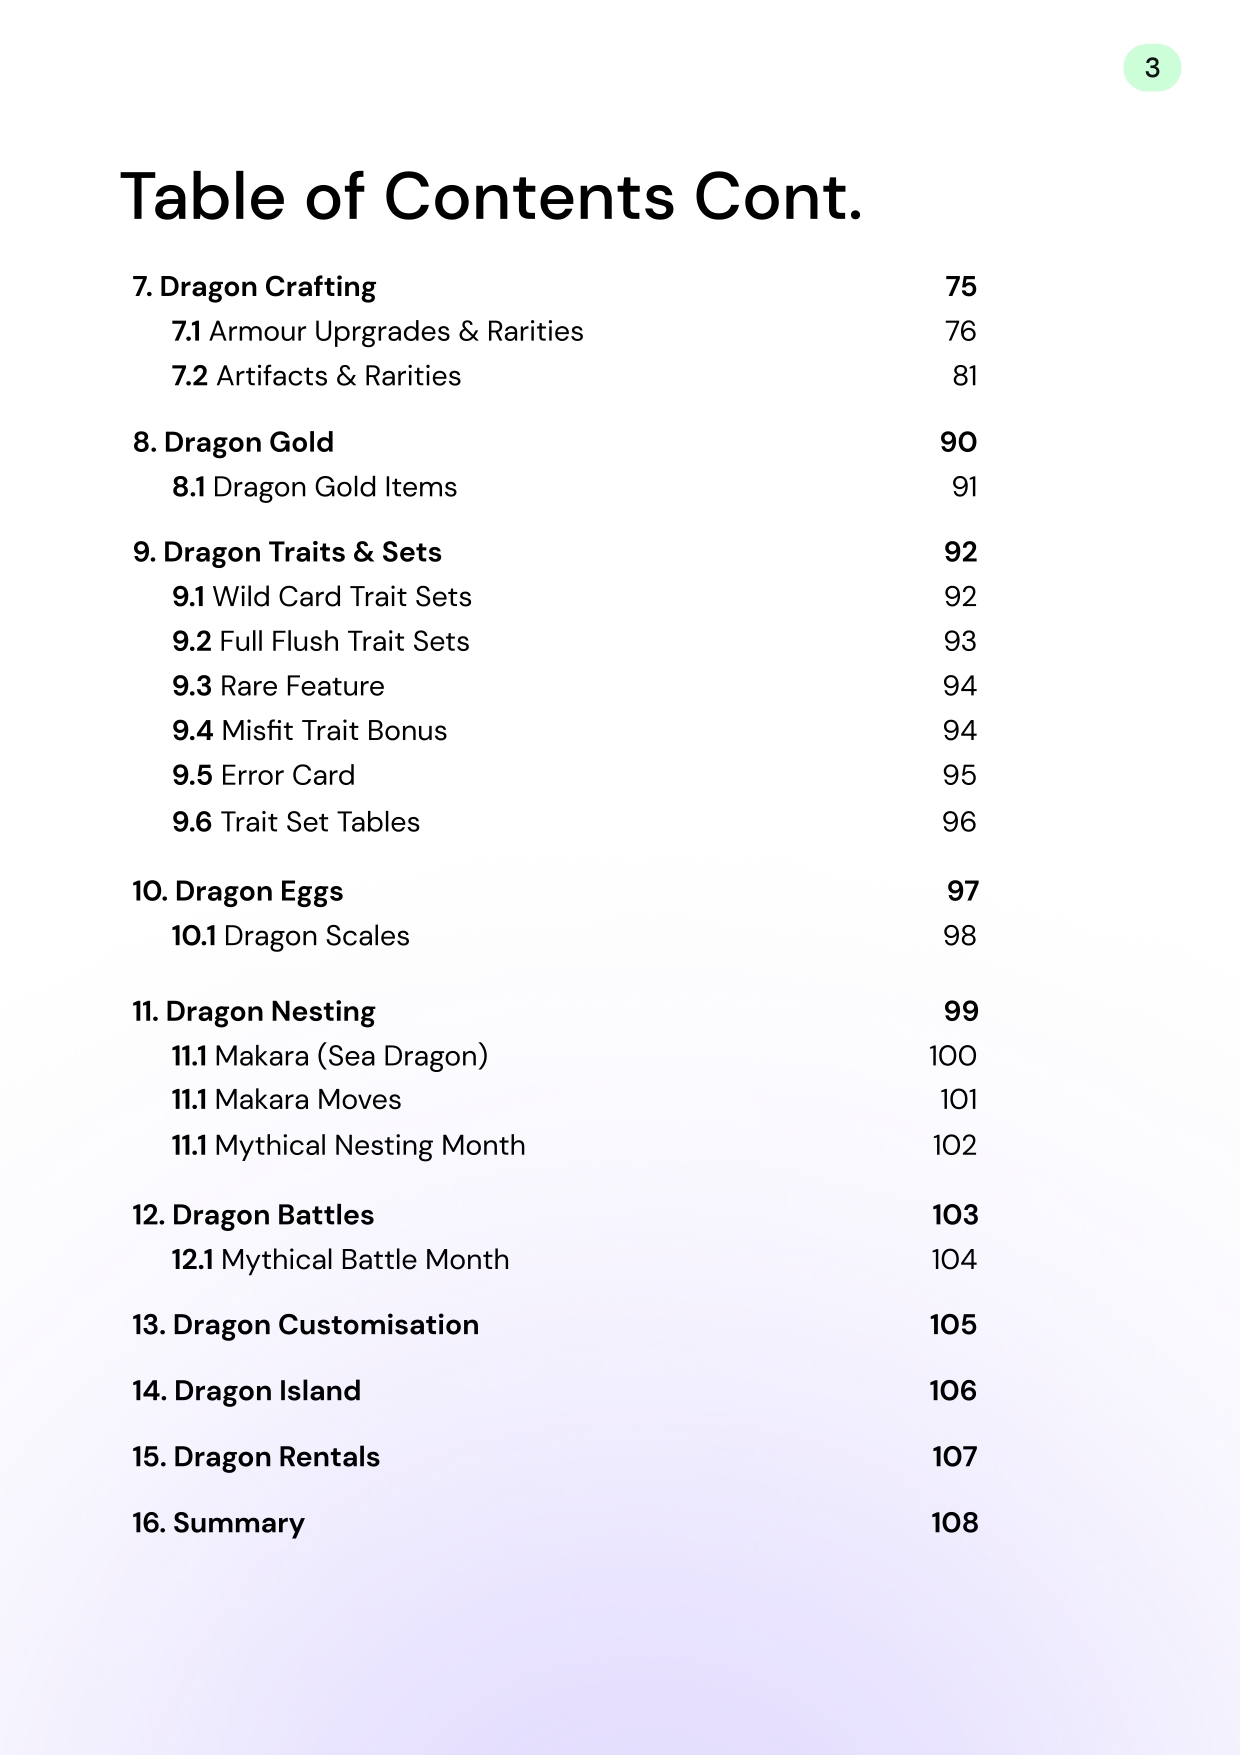 3
Table of Contents Cont.
7. Dragon Crafting 75
7.1 Armour Uprgrades & Rarities 76
7.2 Artifacts & Rarities 81
8. Dragon Gold 90
8.1 Dragon Gold Items 91
9. Dragon Traits & Sets 92
9.1 Wild Card Trait Sets 92
9.2 Full Flush Trait Sets 93
9.3 Rare Feature 94
9.4 Misfit Trait Bonus 94
9.5 Error Card 95
9.6 Trait Set Tables 96
10. Dragon Eggs 97
10.1 Dragon Scales 98
11. Dragon Nesting 99
11.1 Makara (Sea Dragon) 100
11.1 Makara Moves 101
11.1 Mythical Nesting Month 102
12. Dragon Battles 103
12.1 Mythical Battle Month 104
13. Dragon Customisation 105
14. Dragon Island 106
15. Dragon Rentals 107
16. Summary 108